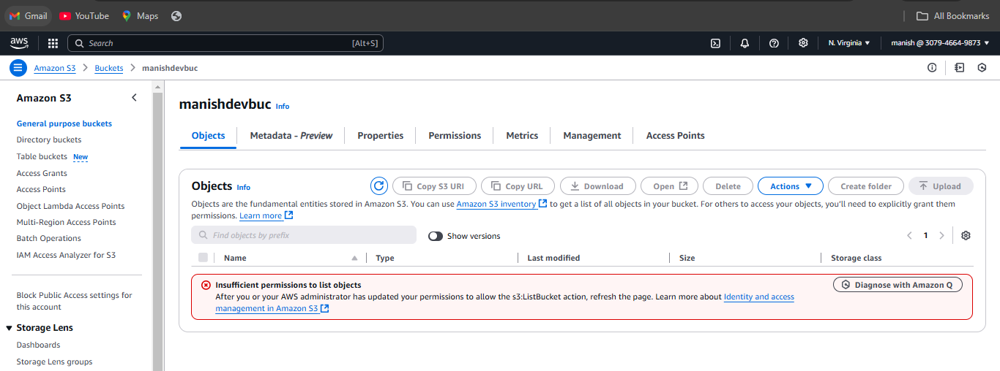 Gmail
YouTube
Maps
All Bookmarks
aws
Search
[Alt+S]
N. Virginia
manish @ 3079-4664-9873
Amazon S3
Buckets
manishdevbuc
Amazon S3
General purpose buckets
Directory buckets
Table buckets New
Access Grants
Access Points
Object Lambda Access Points
Multi-Region Access Points
Batch Operations
IAM Access Analyzer for S3
Block Public Access settings for
this account
Storage Lens
Dashboards
Storage Lens groups
manishdevbuc Info
Objects
Metadata - Preview
Properties
Permissions
Metrics
Management
Access Points
Objects Info
Copy S3 URI
Copy URL
Download
Open
Delete
Actions
Create folder
Upload
Objects are the fundamental entities stored in Amazon S3. You can use Amazon S3 inventory to get a list of all objects in your bucket. For others to access your objects, you'll need to explicitly grant them
permissions. Learn more
Find objects by prefix
Show versions
1
Name
Type
Last modified
Size
Storage class
Insufficient permissions to list objects
After you or your AWS administrator has updated your permissions to allow the s3:ListBucket action, refresh the page. Learn more about Identity and access
management in Amazon S3
Diagnose with Amazon Q